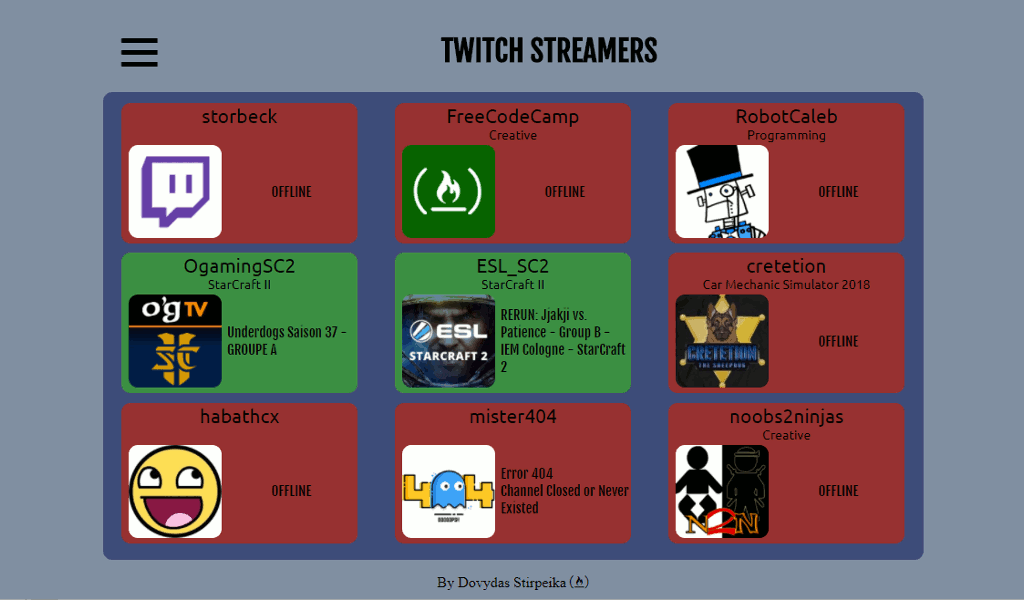 TWITCH STREAMERS
storbeck
OFFLINE
FreeCodeCamp
Creative
OFFLINE
RobotCaleb
Programming
OFFLINE
OgamingSC2
StarCraft II
o'g TV
SC
Underdogs Saison 37 -
GROUPE A
ESL_SC2
StarCraft II
ESL
STARCRAFT 2
RERUN: Jjakji vs.
Patience - Group B -
IEM Cologne - StarCraft
2
cretetion
Car Mechanic Simulator 2018
CRETETION
THE SHEEPDOG
OFFLINE
habathcx
OFFLINE
mister404
404
Error 404
Channel Closed or Never
Existed
noobs2ninjas
Creative
N2N
OFFLINE
By Dovydas Stirpeika